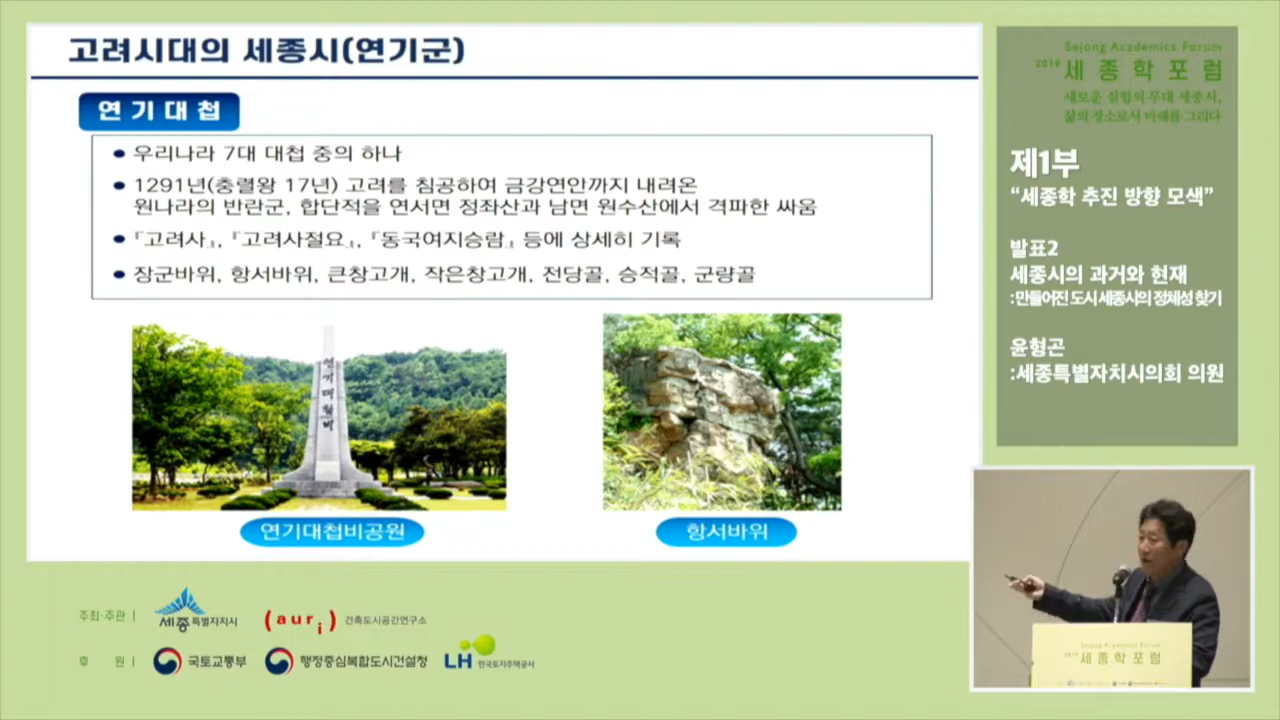 고려시대의 세종시(연기군)
연 기 대 첩
● 우리나라 7대 대첩 중의 하나
● 1291년(충렬왕 17년) 고려를 침공하여 금강연안까지 내려온
원나라의 반란군, 합단적을 연서면 정좌산과 남면 원수산에서 격파한 싸움
● 『고려사』, 『고려사절요』, 『동국여지승람』 등에 상세히 기록
● 장군바위, 항서바위, 큰창고개, 작은창고개, 전당골, 승적골, 군량골
연기대첩비
연기대첩비공원
항서바위
Sejong Academics Forum
2019 세종학포럼
새로운 실험의 무대 세종서,
삶의 장소로서 미래를 그리다
제1부
“세종학 추진 방향 모색”
발표2
세종시의 과거와 현재
:만들어진 도시 세종시의 정체성 찾기
윤형곤
:세종특별자치시의회 의원
Sejong Academics Forum
2019 세종학포럼
주최·주관 |
세종특별자치시
(auri) 건축도시공간연구소
후 원 |
국토교통부
행정중심복합도시건설청
LH 한국토지주택공사